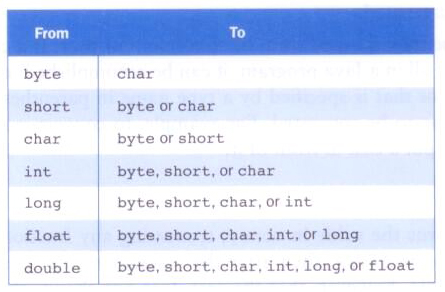 From To
byte char
short byte or char
char byte or short
int byte, short, or char
long byte, short, char, or int
float byte, short, char, int, or long
double byte, short, char, int, long, or float